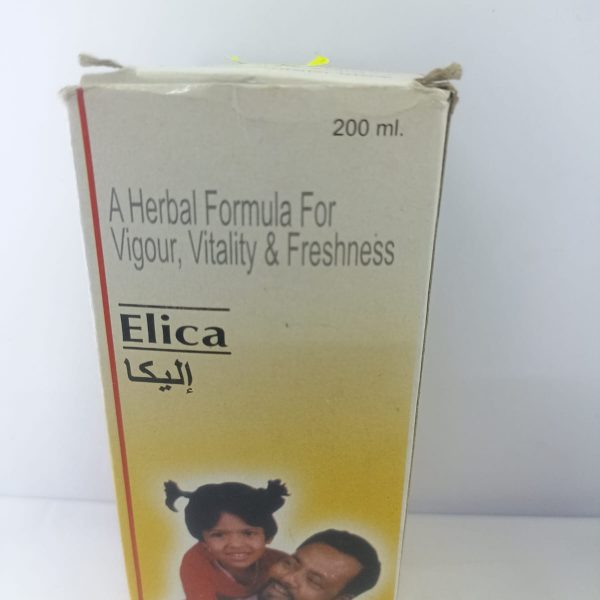 200 ml.
A Herbal Formula For
Vigour, Vitality & Freshness
Elica
إليكا